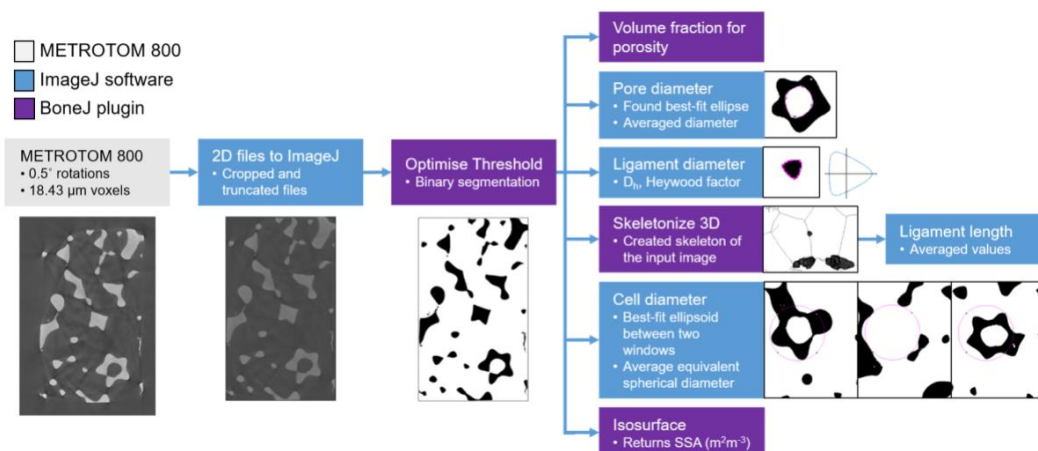 METROTOM 800
ImageJ software
BoneJ plugin
METROTOM 800
• 0.5° rotations
• 18.43 µm voxels
2D files to ImageJ
• Cropped and
truncated files
Optimise Threshold
• Binary segmentation
Volume fraction for
porosity
Pore diameter
• Found best-fit ellipse
• Averaged diameter
Ligament diameter
• Dₕ, Heywood factor
Skeletonize 3D
• Created skeleton of
the input image
Ligament length
• Averaged values
Cell diameter
• Best-fit ellipsoid
between two
windows
• Average equivalent
spherical diameter
Isosurface
• Returns SSA (m²m⁻³)